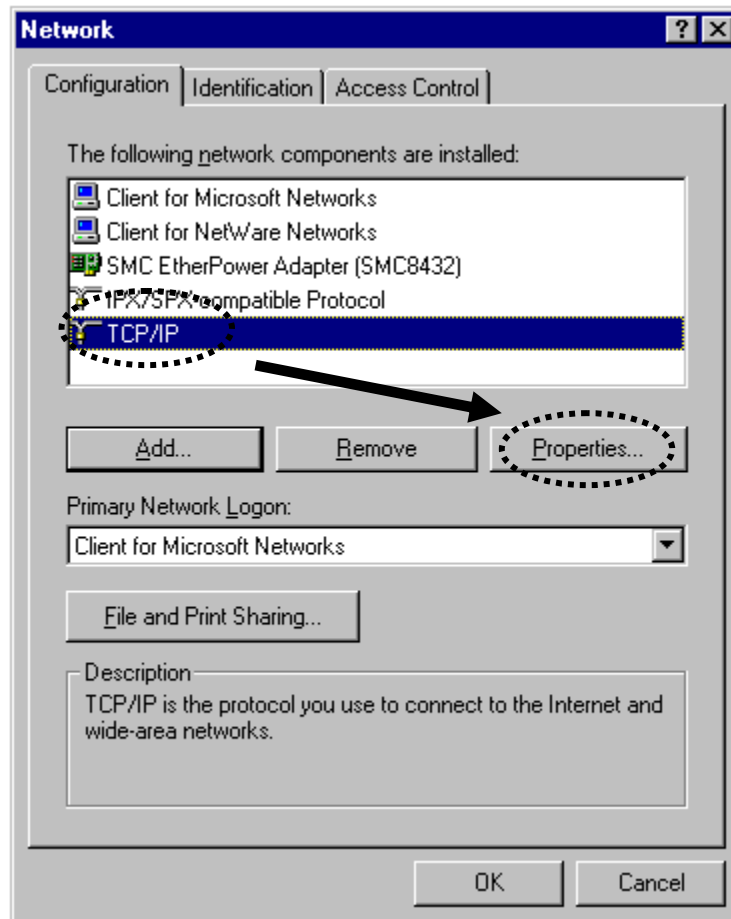 Network
Configuration Identification Access Control
The following network components are installed:
Client for Microsoft Networks
Client for NetWare Networks
SMC EtherPower Adapter (SMC8432)
IPX/SPX-compatible Protocol
TCP/IP
Add... Remove Properties...
Primary Network Logon:
Client for Microsoft Networks
File and Print Sharing...
Description
TCP/IP is the protocol you use to connect to the Internet and
wide-area networks.
OK Cancel